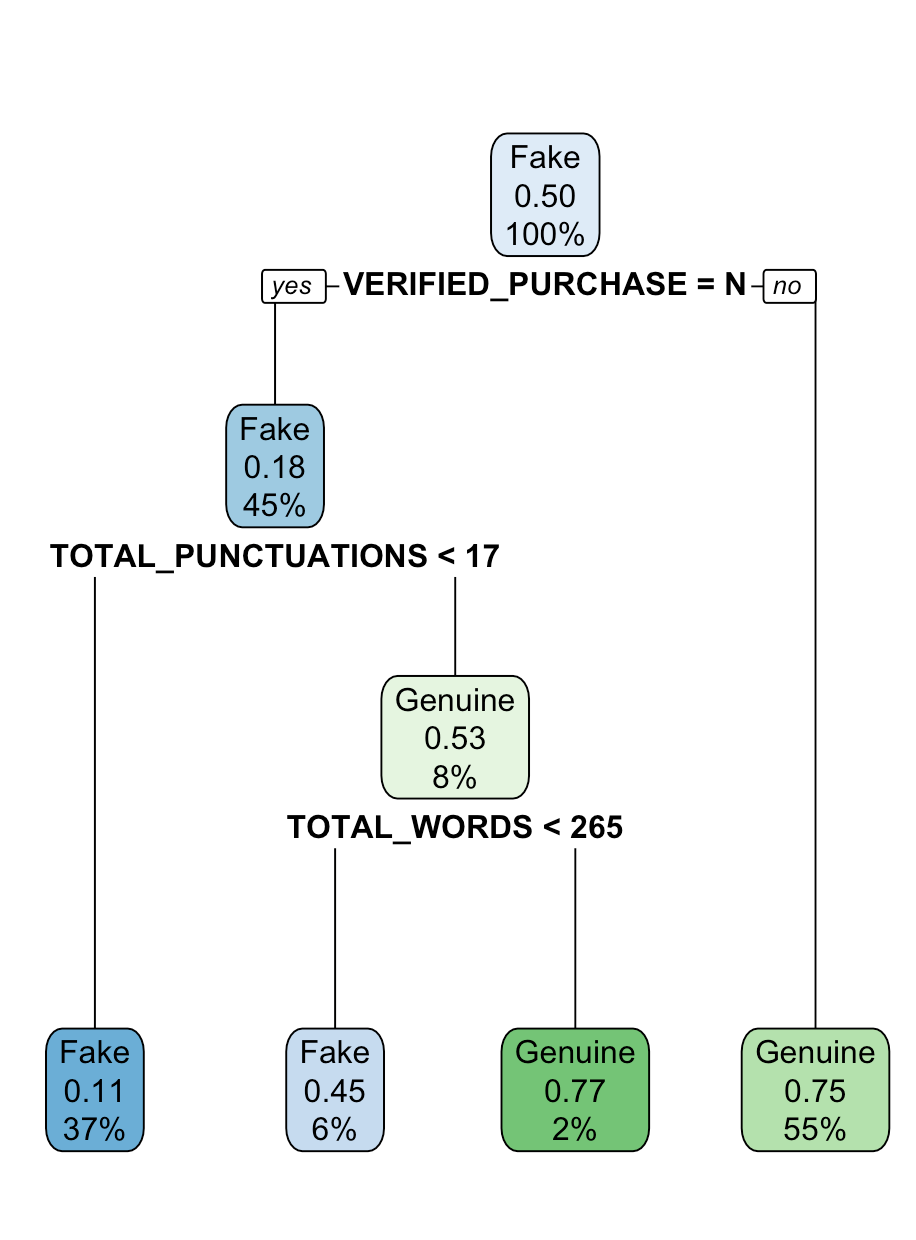 Fake
0.50
100%
yes VERIFIED_PURCHASE = N no
Fake
0.18
45%
TOTAL_PUNCTUATIONS < 17
Genuine
0.53
8%
TOTAL_WORDS < 265
Fake
0.11
37%
Fake
0.45
6%
Genuine
0.77
2%
Genuine
0.75
55%